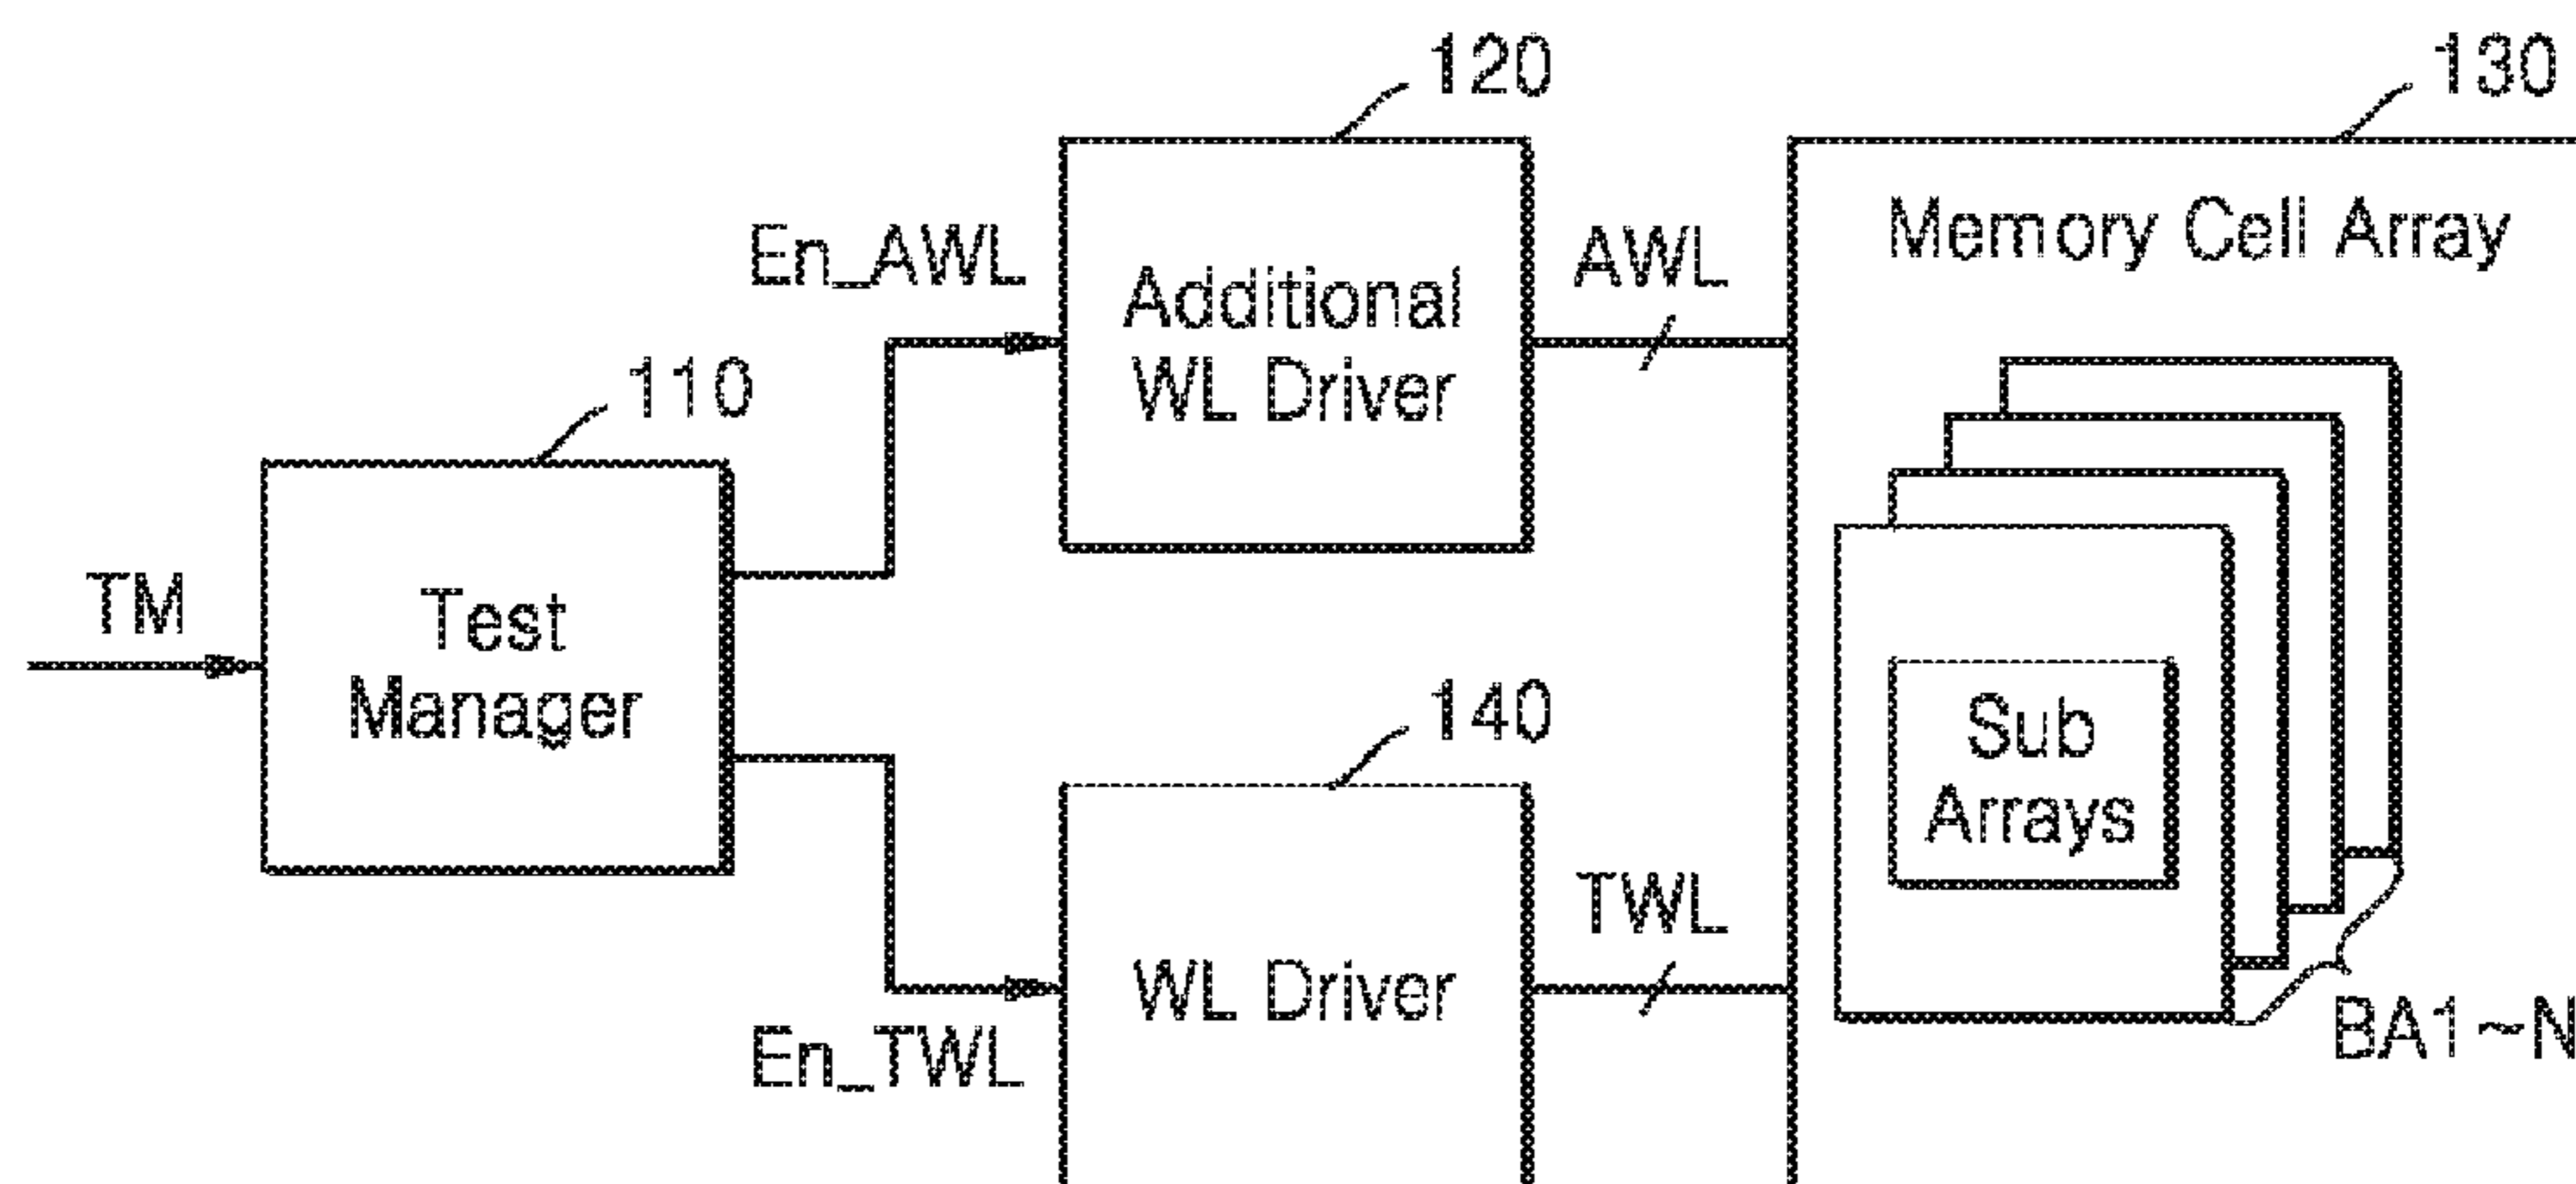 120
130
En_AWL
Additional
WL Driver
AWL
Memory Cell Array
110
TM
Test
Manager
140
Sub
Arrays
En_TWL
WL Driver
TWL
BA1~N